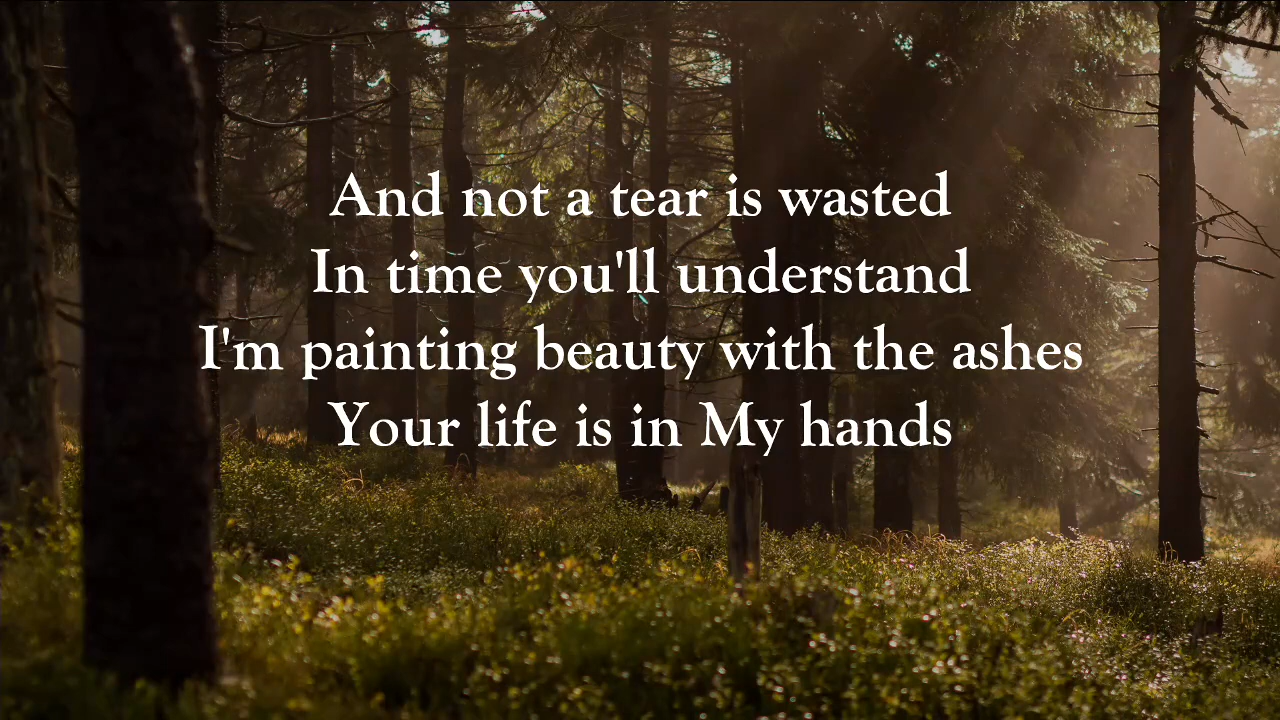 And not a tear is wasted
In time you'll understand
I'm painting beauty with the ashes
Your life is in My hands